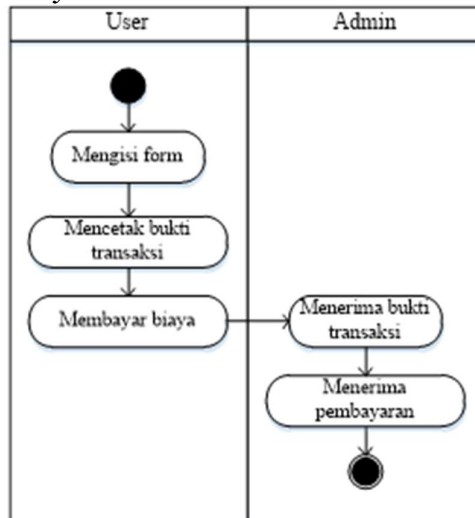 User
Admin
Mengisi form
Mencetak bukti
transaksi
Membayar biaya
Menerima bukti
transaksi
Menerima
pembayaran